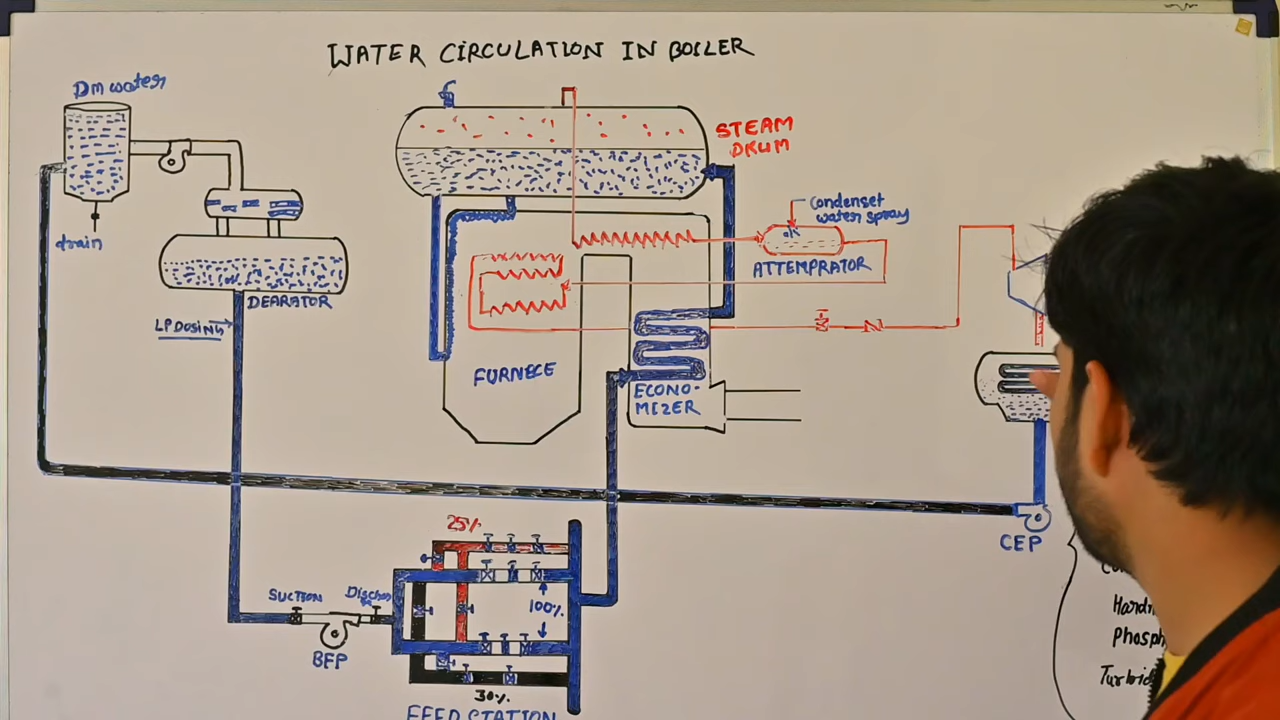 WATER CIRCULATION IN BOILER
DM water
drain
DEARATOR
LP DOSING
STEAM
DRUM
Condenset
water spray
ATTEMPRATOR
FURNECE
ECONO-
MIZER
25%
SUCTION
BFP
100%
30%
FEED STATION
CEP